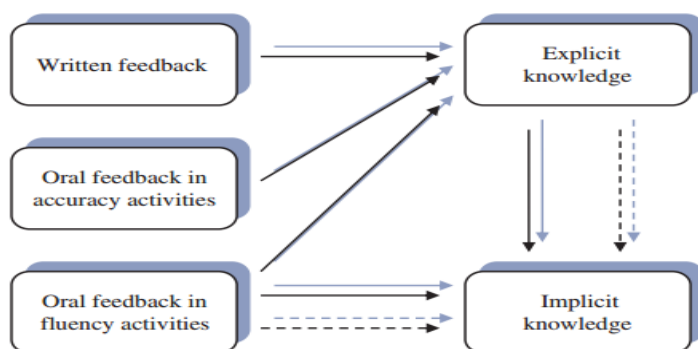 Written feedback
Explicit
knowledge
Oral feedback in
accuracy activities
Oral feedback in
fluency activities
Implicit
knowledge